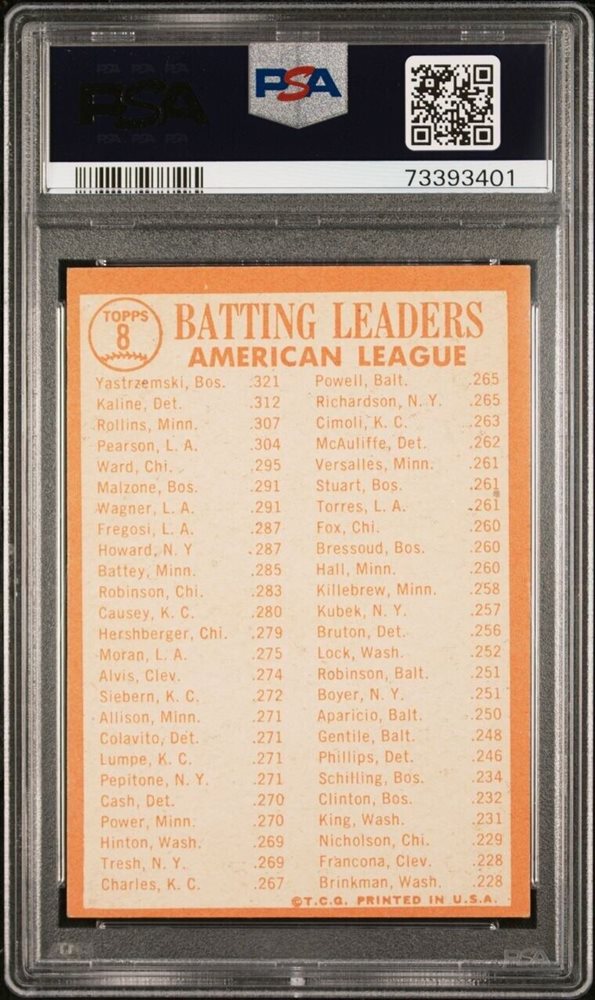 PSA
PSA
73393401
TOPPS
8
BATTING LEADERS
AMERICAN LEAGUE
Yastrzemski, Bos. .321
Kaline, Det. .312
Rollins, Minn. .307
Pearson, L. A. .304
Ward, Chi. .295
Malzone, Bos. .291
Wagner, L. A. .291
Fregosi, L. A. .287
Howard, N. Y .287
Battey, Minn. .285
Robinson, Chi. .283
Causey, K. C. .280
Hershberger, Chi. .279
Moran, L. A. .275
Alvis, Clev. .274
Siebern, K. C. .272
Allison, Minn. .271
Colavito, Det. .271
Lumpe, K. C. .271
Pepitone, N. Y. .271
Cash, Det. .270
Power, Minn. .270
Hinton, Wash. .269
Tresh, N. Y. .269
Charles, K. C. .267
Powell, Balt. .265
Richardson, N. Y. .265
Cimoli, K. C. .263
McAuliffe, Det. .262
Versalles, Minn. .261
Stuart, Bos. .261
Torres, L. A. .261
Fox, Chi. .260
Bressoud, Bos. .260
Hall, Minn. .260
Killebrew, Minn. .258
Kubek, N. Y. .257
Bruton, Det. .256
Lock, Wash. .252
Robinson, Balt. .251
Boyer, N. Y. .251
Aparicio, Balt. .250
Gentile, Balt. .248
Phillips, Det. .246
Schilling, Bos. .234
Clinton, Bos. .232
King, Wash. .231
Nicholson, Chi. .229
Francona, Clev. .228
Brinkman, Wash. .228
©T.C.G. PRINTED IN U.S.A.
PSA